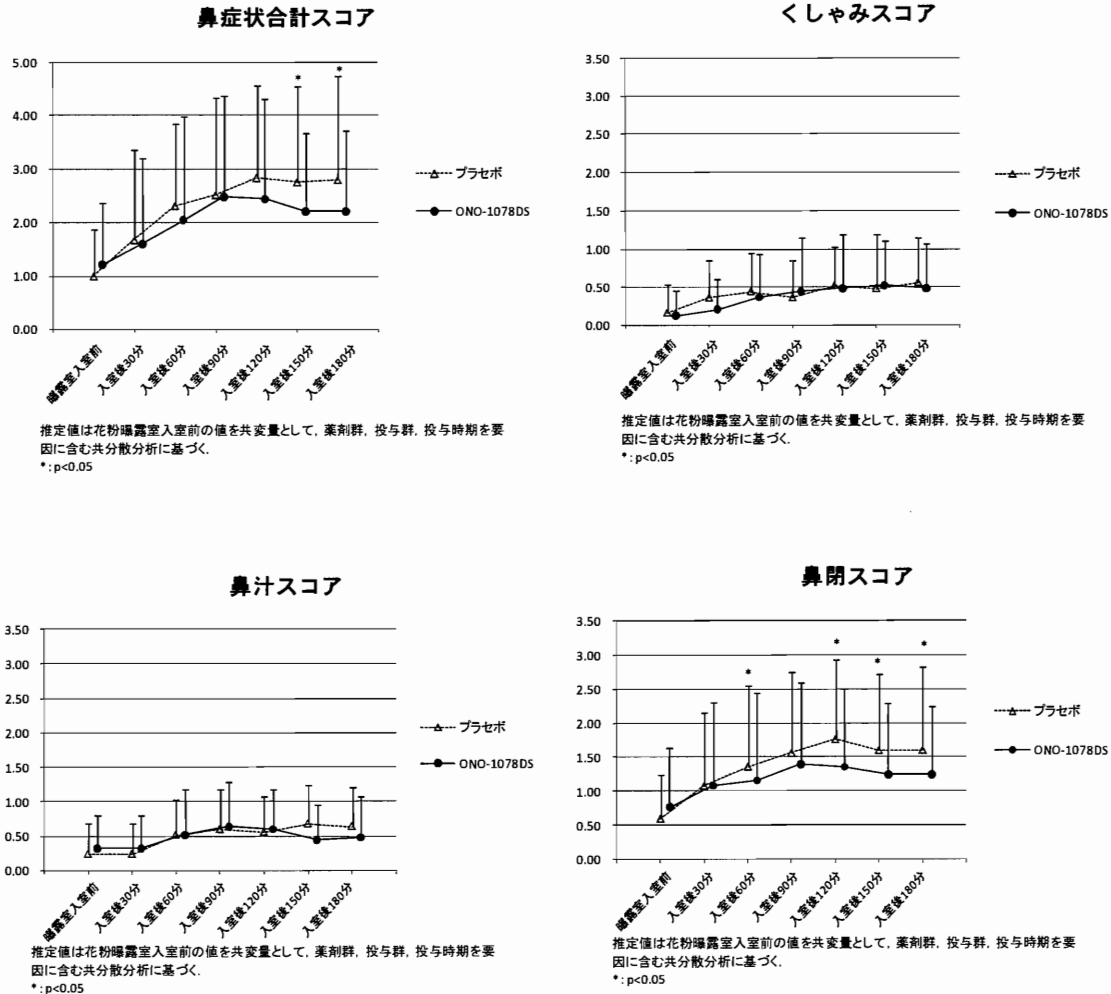 鼻症状合計スコア
5.00
4.00
3.00
2.00
1.00
0.00
*
*
プラセボ
ONO-1078DS
曝露室入室前
入室後30分
入室後60分
入室後90分
入室後120分
入室後150分
入室後180分
推定値は花粉曝露室入室前の値を共変量として, 薬剤群, 投与群, 投与時期を要
因に含む共分散分析に基づく.
*:p<0.05
くしゃみスコア
3.50
3.00
2.50
2.00
1.50
1.00
0.50
0.00
プラセボ
ONO-1078DS
曝露室入室前
入室後30分
入室後60分
入室後90分
入室後120分
入室後150分
入室後180分
推定値は花粉曝露室入室前の値を共変量として, 薬剤群, 投与群, 投与時期を要
因に含む共分散分析に基づく.
*:p<0.05
鼻汁スコア
3.50
3.00
2.50
2.00
1.50
1.00
0.50
0.00
プラセボ
ONO-1078DS
曝露室入室前
入室後30分
入室後60分
入室後90分
入室後120分
入室後150分
入室後180分
推定値は花粉曝露室入室前の値を共変量として, 薬剤群, 投与群, 投与時期を要
因に含む共分散分析に基づく.
*:p<0.05
鼻閉スコア
3.50
3.00
2.50
2.00
1.50
1.00
0.50
0.00
*
*
*
*
プラセボ
ONO-1078DS
曝露室入室前
入室後30分
入室後60分
入室後90分
入室後120分
入室後150分
入室後180分
推定値は花粉曝露室入室前の値を共変量として, 薬剤群, 投与群, 投与時期を要
因に含む共分散分析に基づく.
*:p<0.05